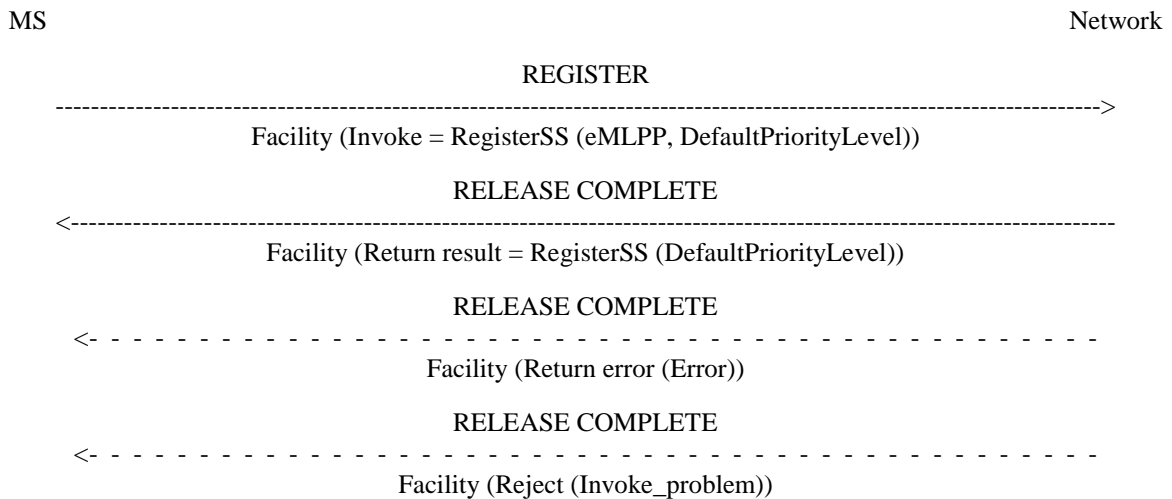 MS Network
REGISTER
Facility (Invoke = RegisterSS (eMLPP, DefaultPriorityLevel))
RELEASE COMPLETE
Facility (Return result = RegisterSS (DefaultPriorityLevel))
RELEASE COMPLETE
Facility (Return error (Error))
RELEASE COMPLETE
Facility (Reject (Invoke_problem))